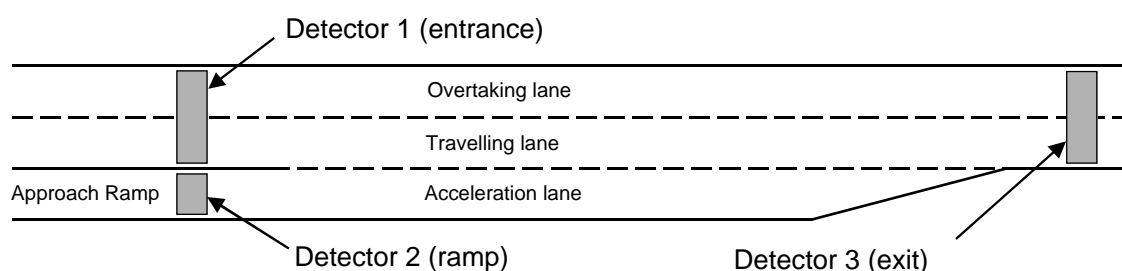 Detector 1 (entrance)
Overtaking lane
Travelling lane
Approach Ramp
Acceleration lane
Detector 2 (ramp)
Detector 3 (exit)